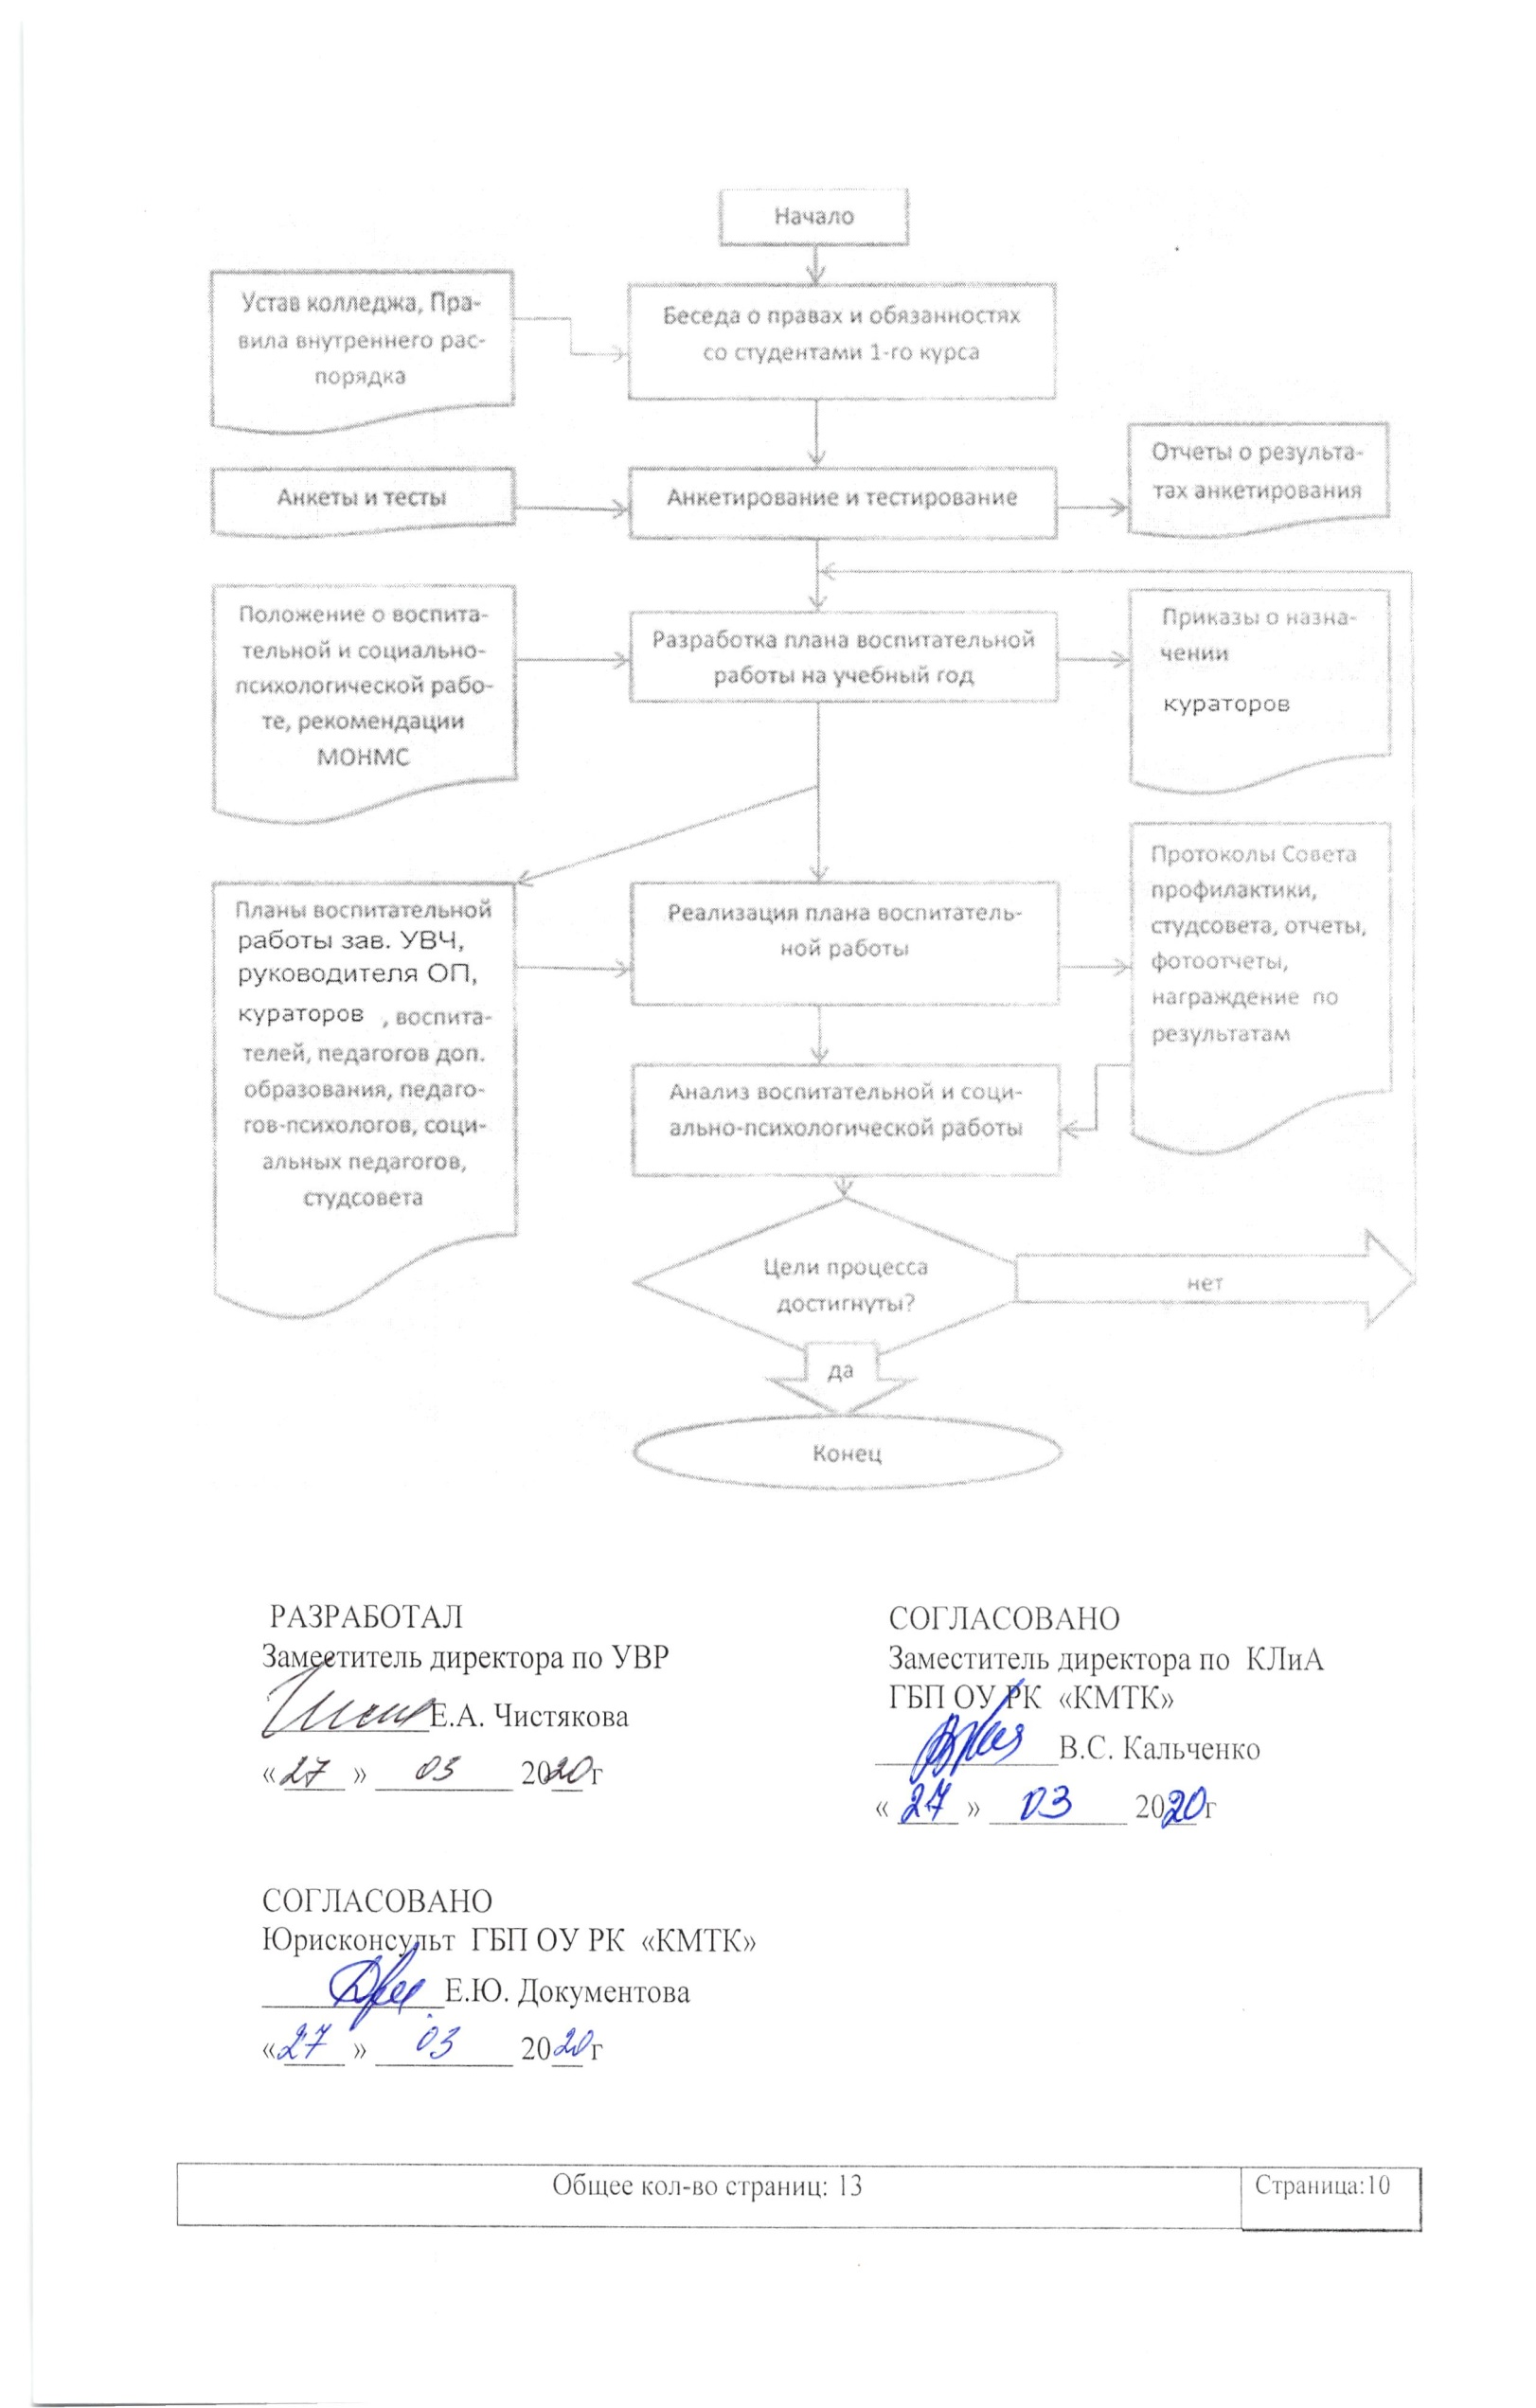 Начало
Устав колледжа, Пра-
вила внутреннего рас-
порядка
Беседа о правах и обязанностях
со студентами 1-го курса
Анкеты и тесты
Анкетирование и тестирование
Отчеты о результа-
тах анкетирования
Положение о воспита-
тельной и социально-
психологической рабо-
те, рекомендации
МОНМС
Разработка плана воспитательной
работы на учебный год
Приказы о назна-
чении
кураторов
Планы воспитательной
работы зав. УВЧ,
руководителя ОП,
кураторов , воспита-
телей, педагогов доп.
образования, педаго-
гов-психологов, соци-
альных педагогов,
студсовета
Реализация плана воспитатель-
ной работы
Протоколы Совета
профилактики,
студсовета, отчеты,
фотоотчеты,
награждение по
результатам
Анализ воспитательной и соци-
ально-психологической работы
Цели процесса
достигнуты?
нет
да
Конец
РАЗРАБОТАЛ
Заместитель директора по УВР
Е.А. Чистякова
« 27 » 03 2020г
СОГЛАСОВАНО
Заместитель директора по КЛиА
ГБП ОУ РК «КМТК»
В.С. Кальченко
« 27 » 03 2020г
СОГЛАСОВАНО
Юрисконсульт ГБП ОУ РК «КМТК»
Е.Ю. Документова
« 27 » 03 2020г
Общее кол-во страниц: 13
Страница:10